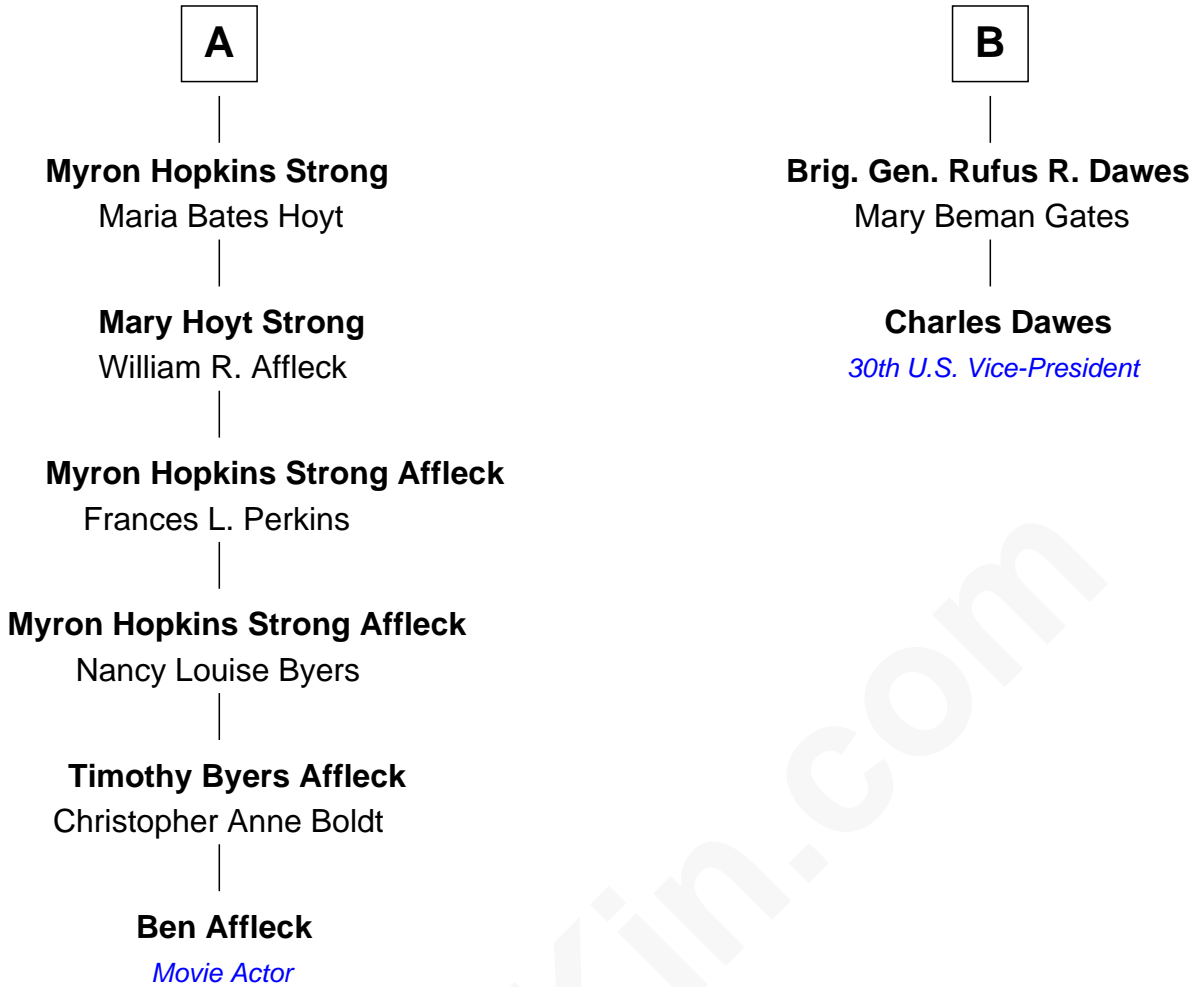 A
Myron Hopkins Strong
Maria Bates Hoyt
Mary Hoyt Strong
William R. Affleck
Myron Hopkins Strong Affleck
Frances L. Perkins
Myron Hopkins Strong Affleck
Nancy Louise Byers
Timothy Byers Affleck
Christopher Anne Boldt
Ben Affleck
Movie Actor
B
Brig. Gen. Rufus R. Dawes
Mary Beman Gates
Charles Dawes
30th U.S. Vice-President
Kin.com